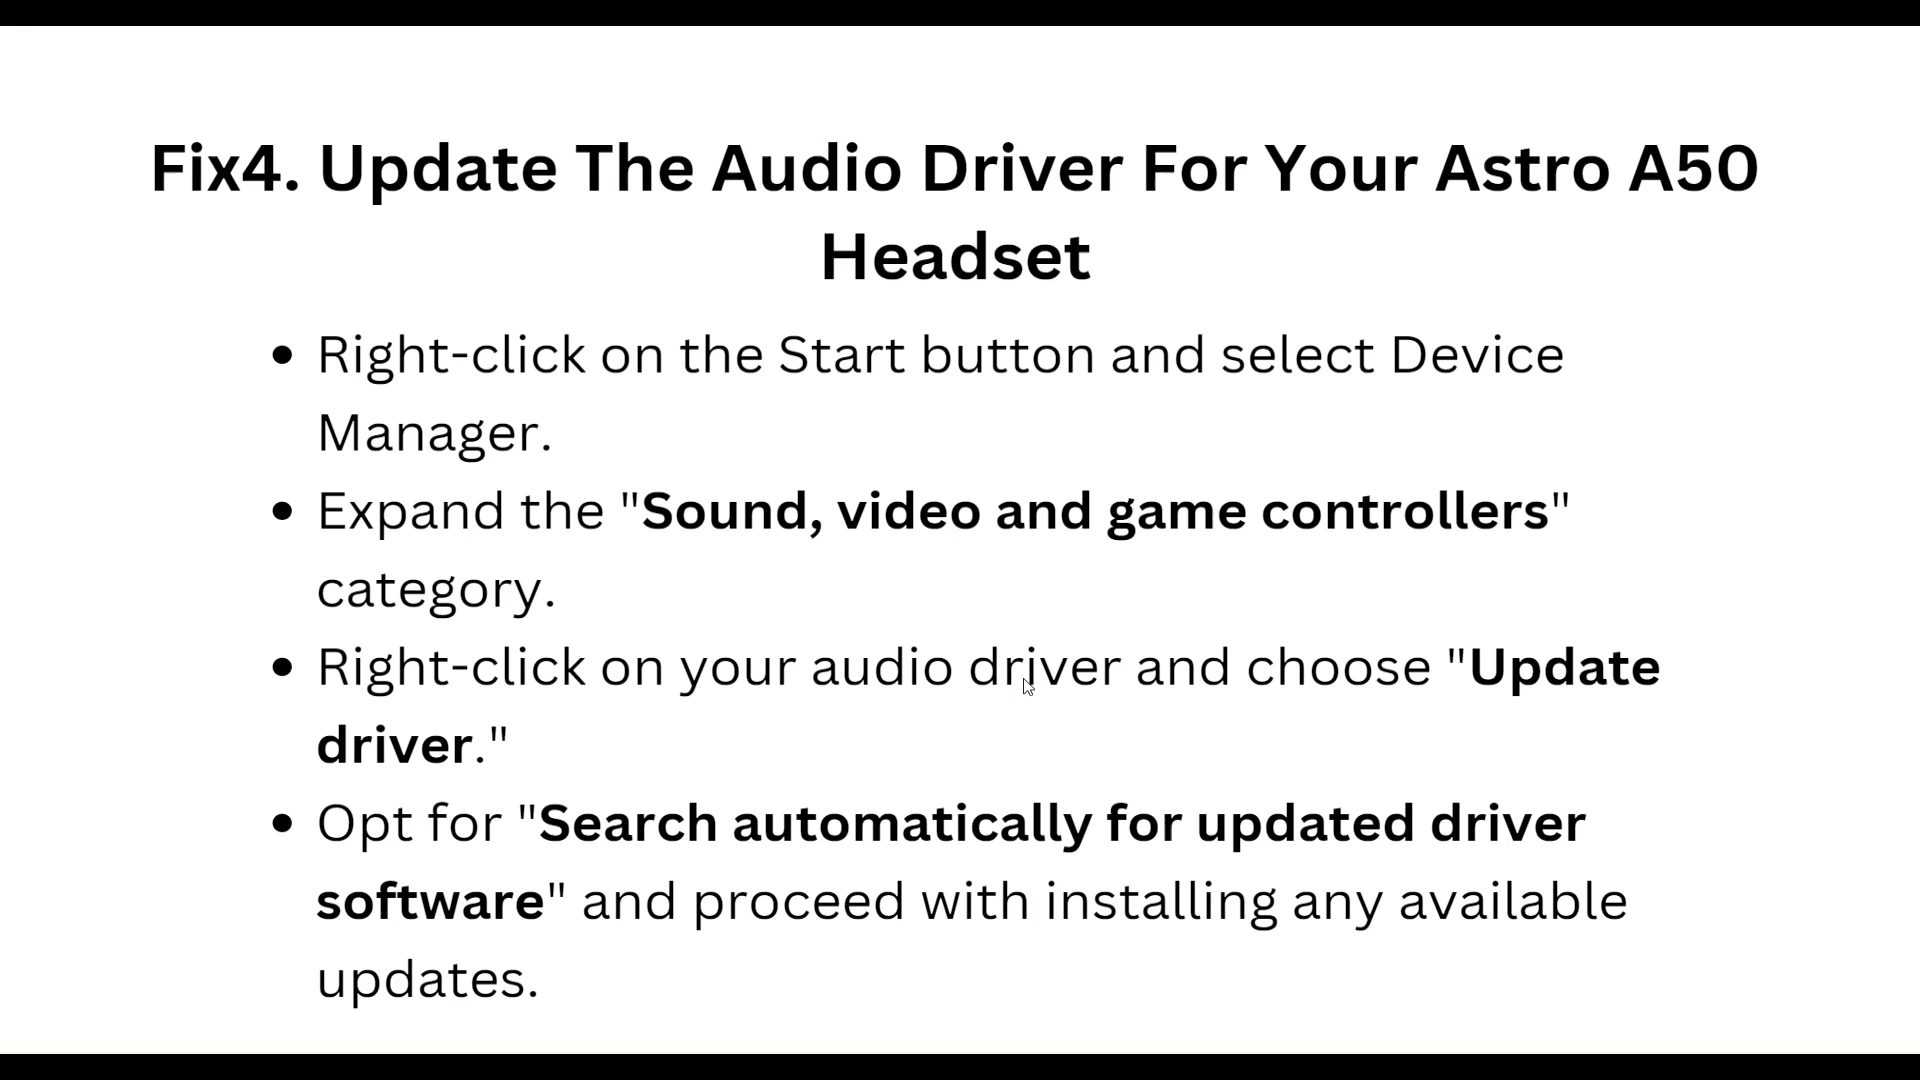 Fix4. Update The Audio Driver For Your Astro A50
Headset
• Right-click on the Start button and select Device
Manager.
• Expand the "Sound, video and game controllers"
category.
• Right-click on your audio driver and choose "Update
driver."
• Opt for "Search automatically for updated driver
software" and proceed with installing any available
updates.